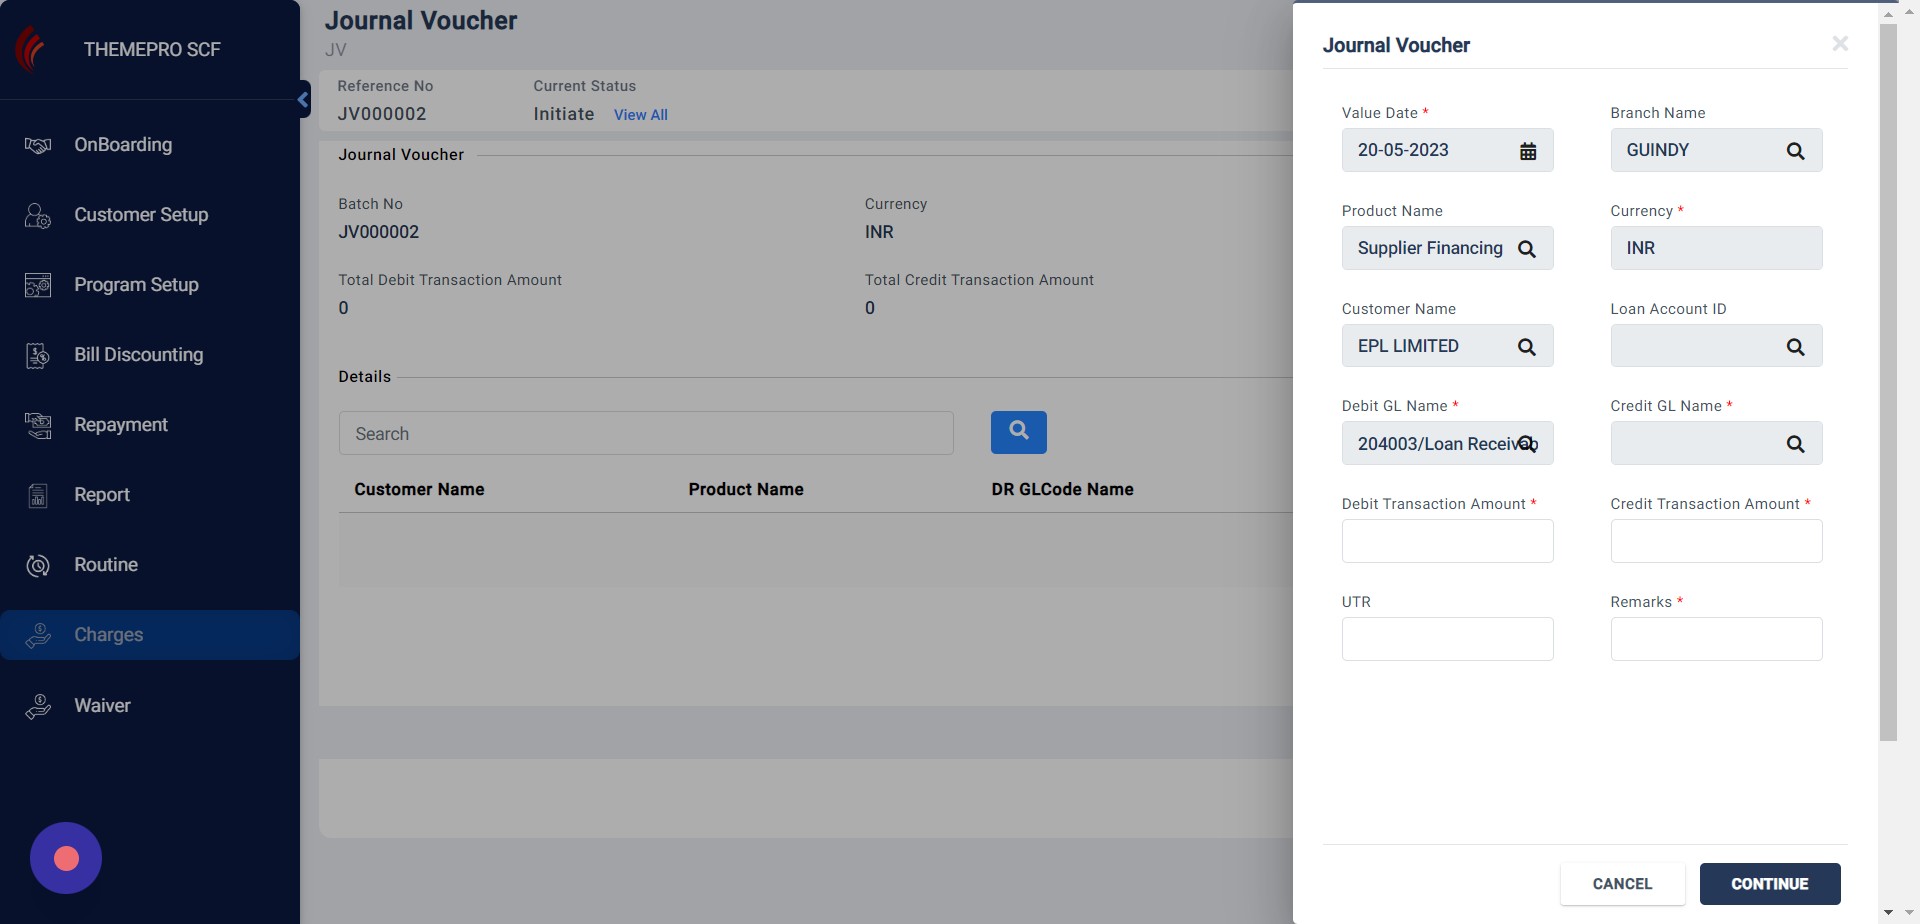 THEMEPRO SCF
OnBoarding
Customer Setup
Program Setup
Bill Discounting
Repayment
Report
Routine
Charges
Waiver
Journal Voucher
JV
Reference No
Current Status
JV000002
Initiate View All
Journal Voucher
Batch No
Currency
JV000002
INR
Total Debit Transaction Amount
Total Credit Transaction Amount
0
0
Details
Search
Customer Name
Product Name
DR GLCode Name
Journal Voucher
Value Date *
Branch Name
20-05-2023
GUINDY
Product Name
Currency *
Supplier Financing
INR
Customer Name
Loan Account ID
EPL LIMITED
Debit GL Name *
Credit GL Name *
204003/Loan Receivab
Debit Transaction Amount *
Credit Transaction Amount *
UTR
Remarks *
CANCEL
CONTINUE